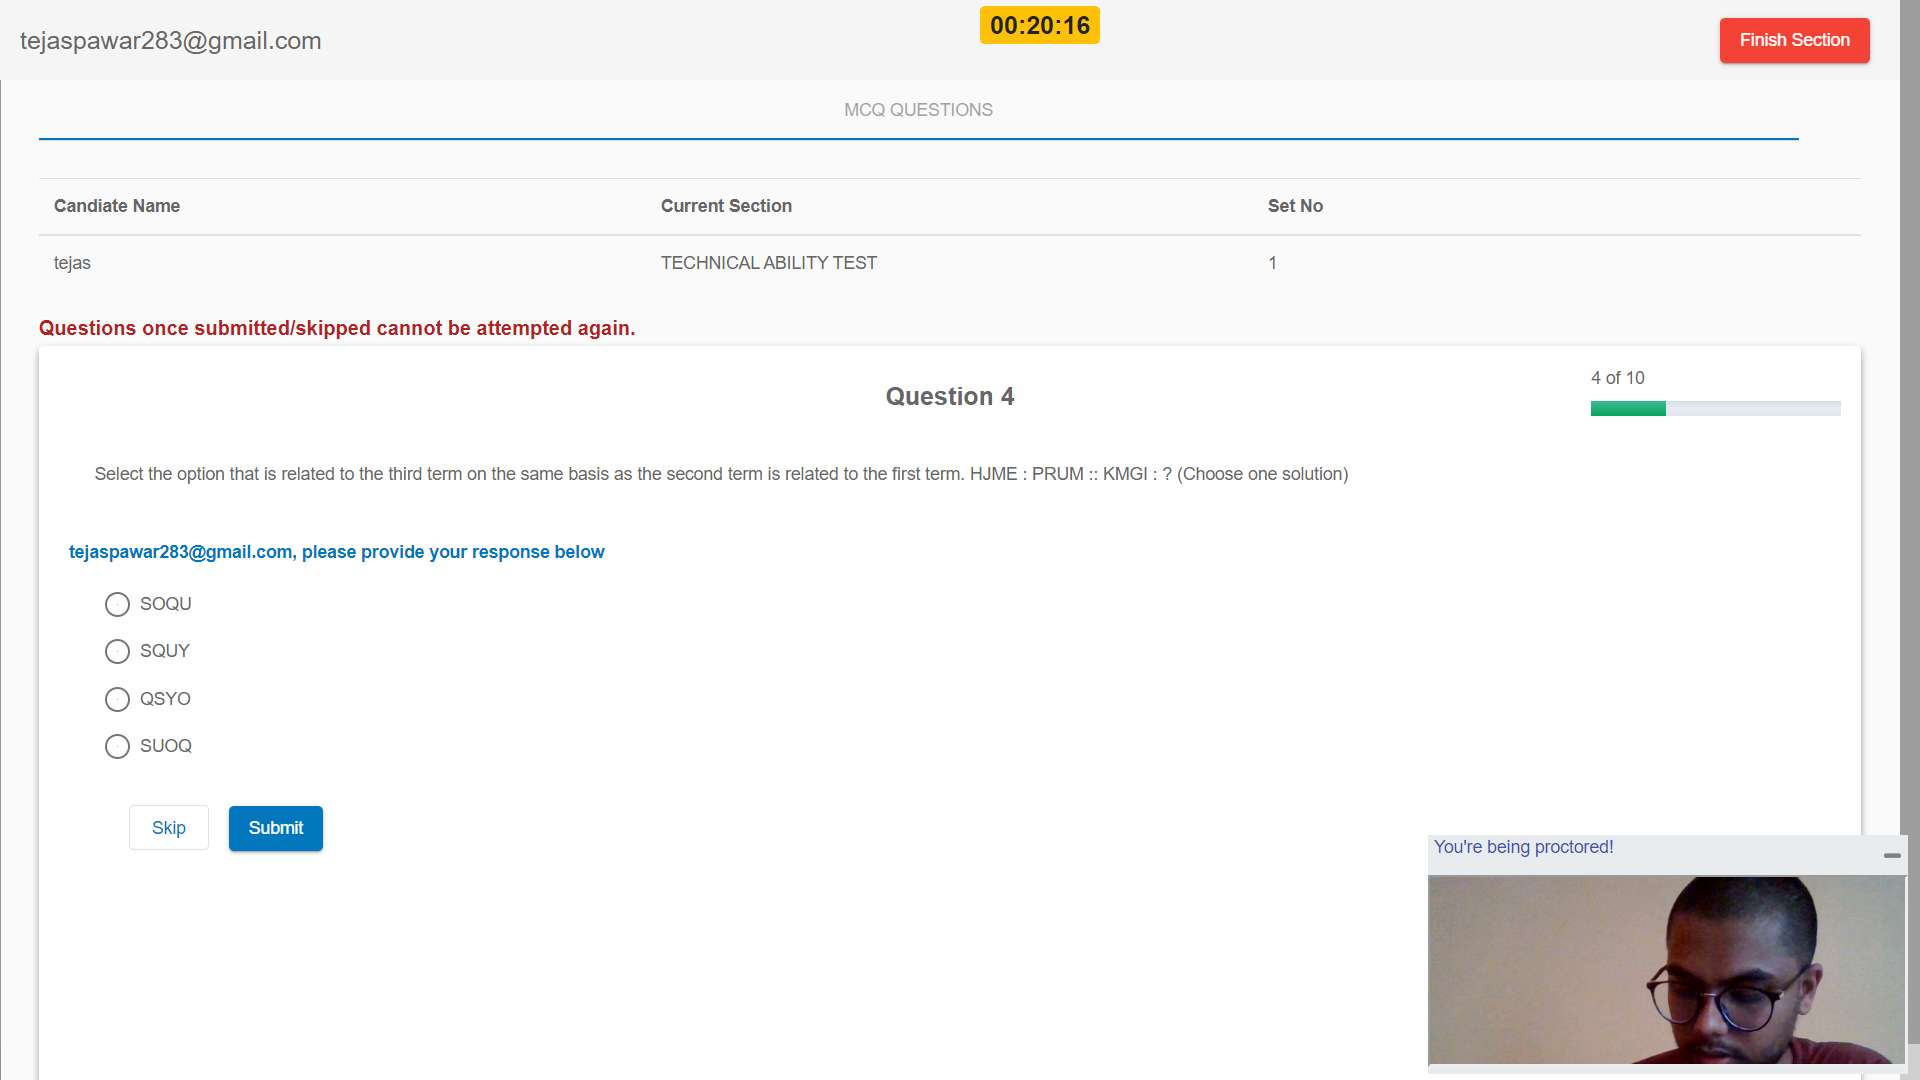 tejaspawar283@gmail.com
00:20:16
Finish Section
MCQ QUESTIONS
Candiate Name Current Section Set No
tejas TECHNICAL ABILITY TEST 1
Questions once submitted/skipped cannot be attempted again.
4 of 10
Question 4
Select the option that is related to the third term on the same basis as the second term is related to the first term. HJME : PRUM :: KMGI : ? (Choose one solution)
tejaspawar283@gmail.com, please provide your response below
SOQU
SQUY
QSYO
SUOQ
Skip Submit
You're being proctored!